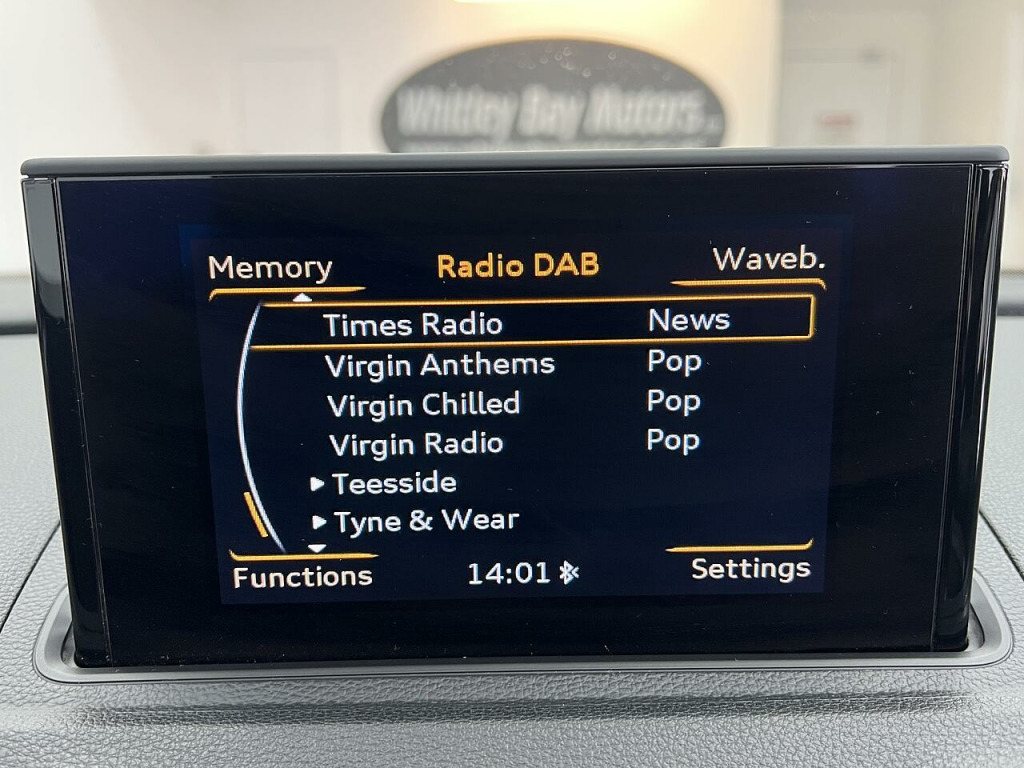 Whitley Bay Motors
Memory Radio DAB Waveb.
Times Radio News
Virgin Anthems Pop
Virgin Chilled Pop
Virgin Radio Pop
Teesside
Tyne & Wear
Functions 14:01 Settings